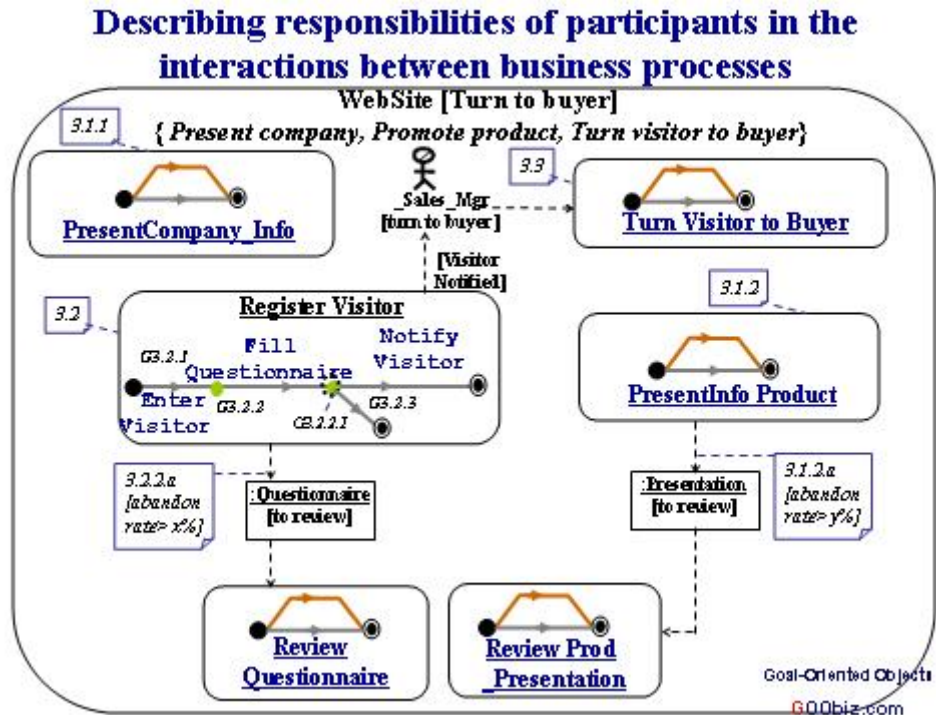 Describing responsibilities of participants in the
interactions between business processes
WebSite [Turn to buyer]
{ Present company, Promote product, Turn visitor to buyer}
3.1.1
PresentCompany_Info
_Sales_Mgr
[turn to buyer]
3.3
Turn Visitor to Buyer
[Visitor
Notified]
3.2
Register Visitor
G3.2.1
Enter
Visitor
Fill
Questionnaire
G3.2.2
G3.2.2.1
Notify
Visitor
G3.2.3
3.1.2
PresentInfo Product
3.2.2.a
[abandon
rate> x%]
:Questionnaire
[to review]
:Presentation
[to review]
3.1.2.a
[abandon
rate> y%]
Review
Questionnaire
Review Prod
_Presentation
Goal-Oriented Objects
GOObiz.com